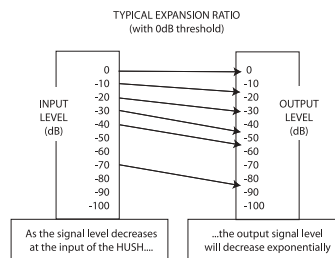 TYPICAL EXPANSION RATIO
(with 0dB threshold)
INPUT
LEVEL
(dB)
0
-10
-20
-30
-40
-50
-60
-70
-80
-90
-100
0
-10
-20
-30
-40
-50
-60
-70
-80
-90
-100
OUTPUT
LEVEL
(dB)
As the signal level decreases
at the input of the HUSH....
...the output signal level
will decrease exponentially